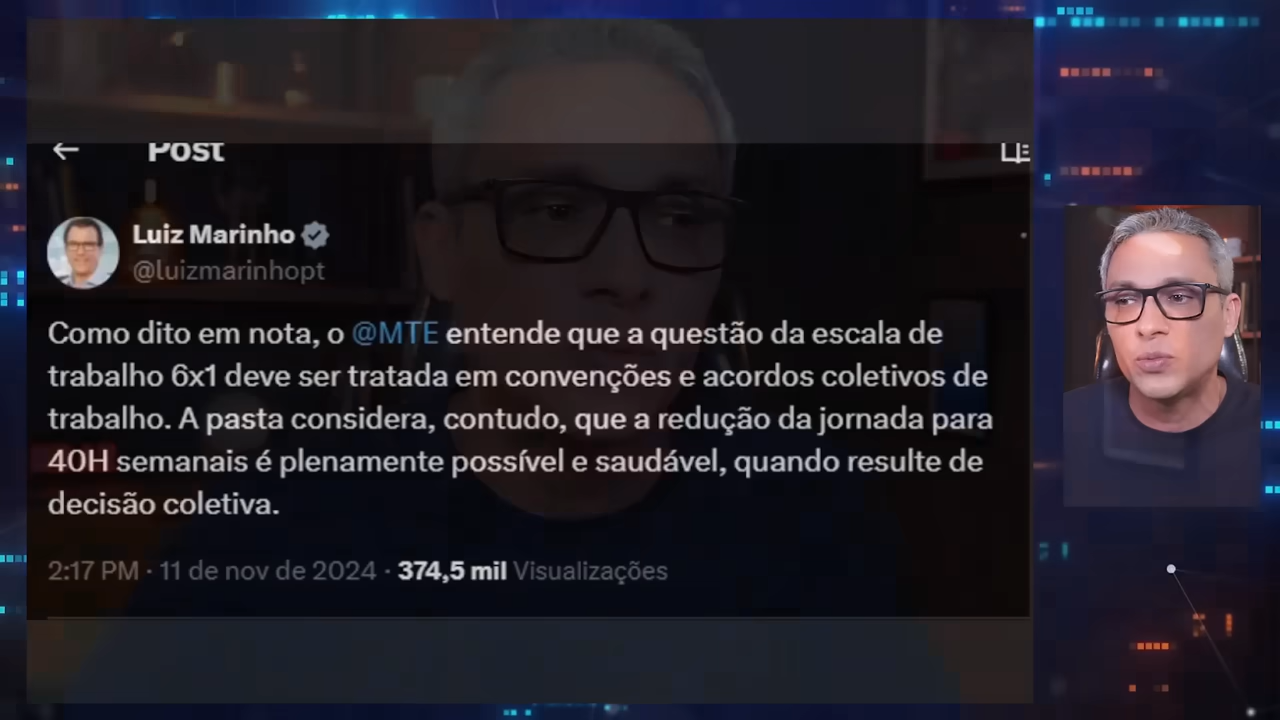 Post
Luiz Marinho
@luizmarinhopt
Como dito em nota, o @MTE entende que a questão da escala de
trabalho 6x1 deve ser tratada em convenções e acordos coletivos de
trabalho. A pasta considera, contudo, que a redução da jornada para
40H semanais é plenamente possível e saudável, quando resulte de
decisão coletiva.
2:17 PM · 11 de nov de 2024 · 374,5 mil Visualizações